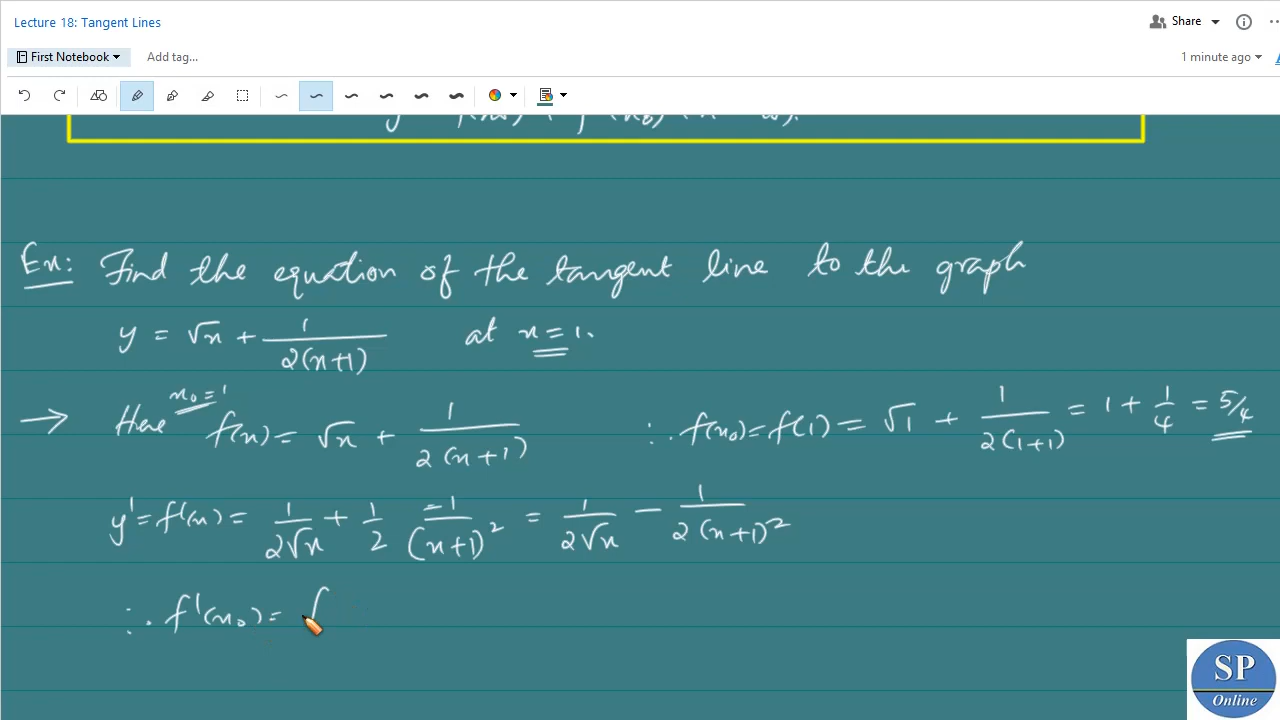 Lecture 18: Tangent Lines
Share
First Notebook Add tag...
1 minute ago
Ex: Find the equation of the tangent line to the graph
y = √x + 1/(2(x+1)) at x = 1.
→ Here x₀=1 f(x) = √x + 1/(2(x+1)) ∴ f(x₀) = f(1) = √1 + 1/(2(1+1)) = 1 + 1/4 = 5/4
y' = f'(x) = 1/(2√x) + 1/2 · -1/(x+1)² = 1/(2√x) - 1/(2(x+1)²)
∴ f'(x₀) =
SP
Online